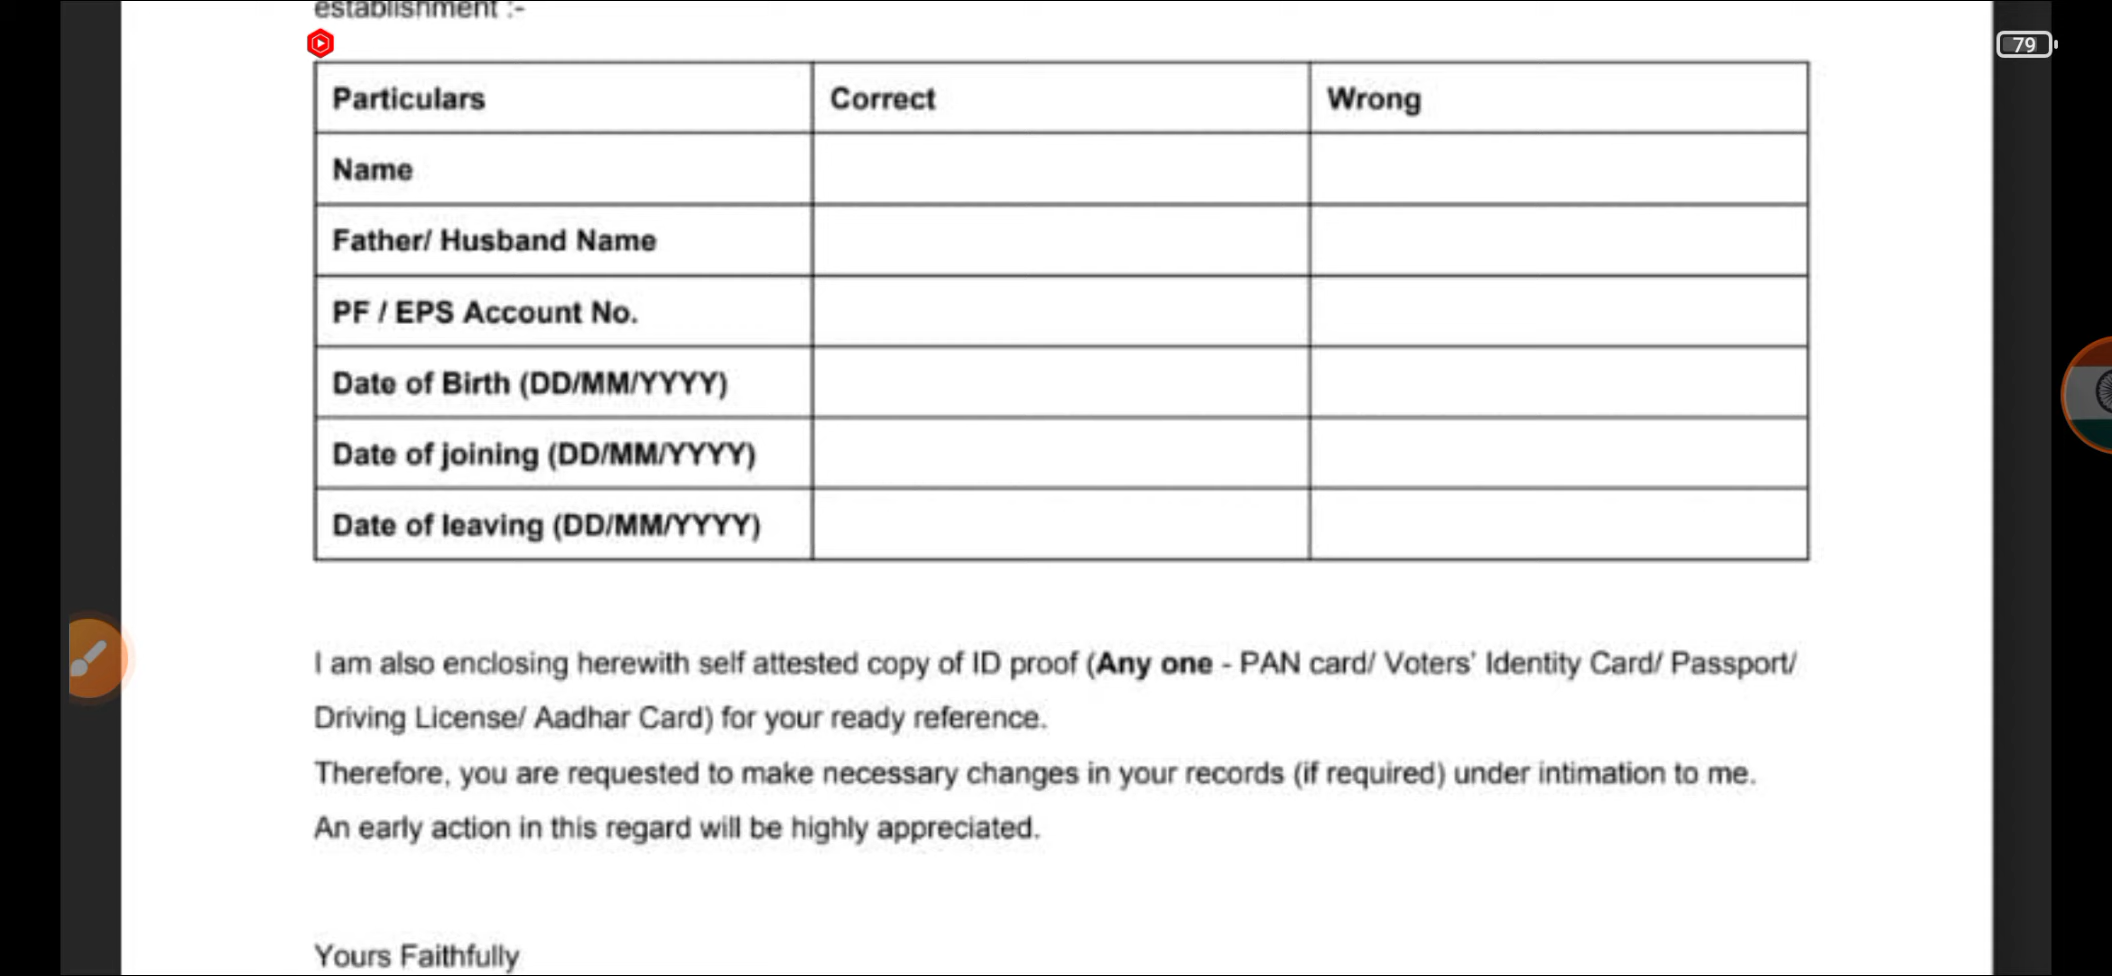 establishment :-
79
Particulars Correct Wrong
Name
Father/ Husband Name
PF / EPS Account No.
Date of Birth (DD/MM/YYYY)
Date of joining (DD/MM/YYYY)
Date of leaving (DD/MM/YYYY)
I am also enclosing herewith self attested copy of ID proof (Any one - PAN card/ Voters' Identity Card/ Passport/
Driving License/ Aadhar Card) for your ready reference.
Therefore, you are requested to make necessary changes in your records (if required) under intimation to me.
An early action in this regard will be highly appreciated.
Yours Faithfully